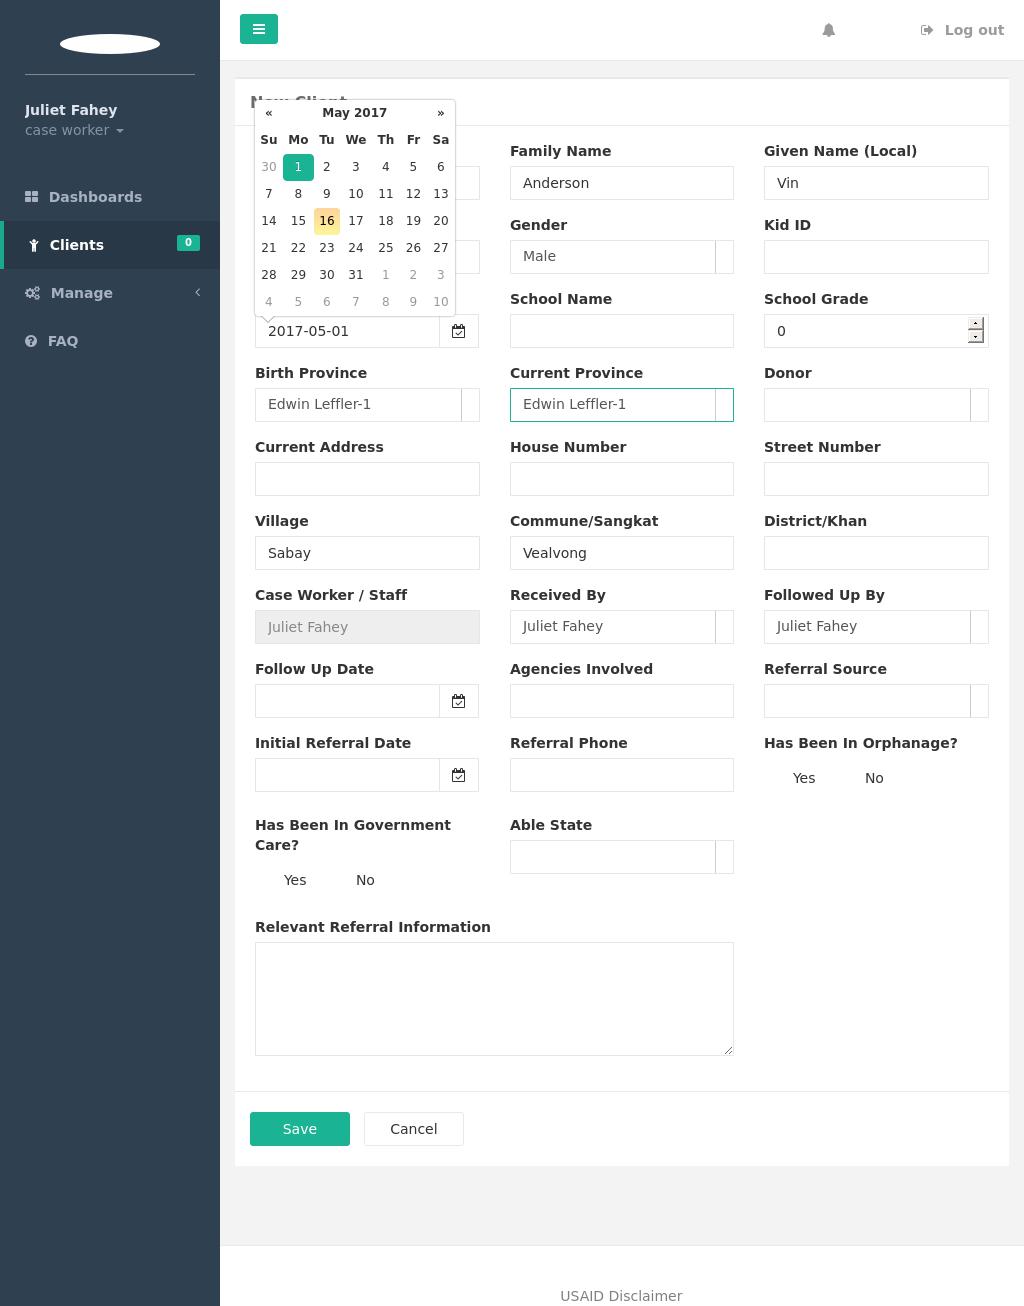 Log out
Juliet Fahey
case worker
Dashboards
Clients
0
Manage
FAQ
« May 2017 »
Su Mo Tu We Th Fr Sa
30 1 2 3 4 5 6
7 8 9 10 11 12 13
14 15 16 17 18 19 20
21 22 23 24 25 26 27
28 29 30 31 1 2 3
4 5 6 7 8 9 10
Family Name
Given Name (Local)
Anderson
Vin
Gender
Kid ID
Male
School Name
School Grade
2017-05-01
0
Birth Province
Current Province
Donor
Edwin Leffler-1
Edwin Leffler-1
Current Address
House Number
Street Number
Village
Commune/Sangkat
District/Khan
Sabay
Vealvong
Case Worker / Staff
Received By
Followed Up By
Juliet Fahey
Juliet Fahey
Juliet Fahey
Follow Up Date
Agencies Involved
Referral Source
Initial Referral Date
Referral Phone
Has Been In Orphanage?
Yes
No
Has Been In Government
Care?
Able State
Yes
No
Relevant Referral Information
Save
Cancel
USAID Disclaimer